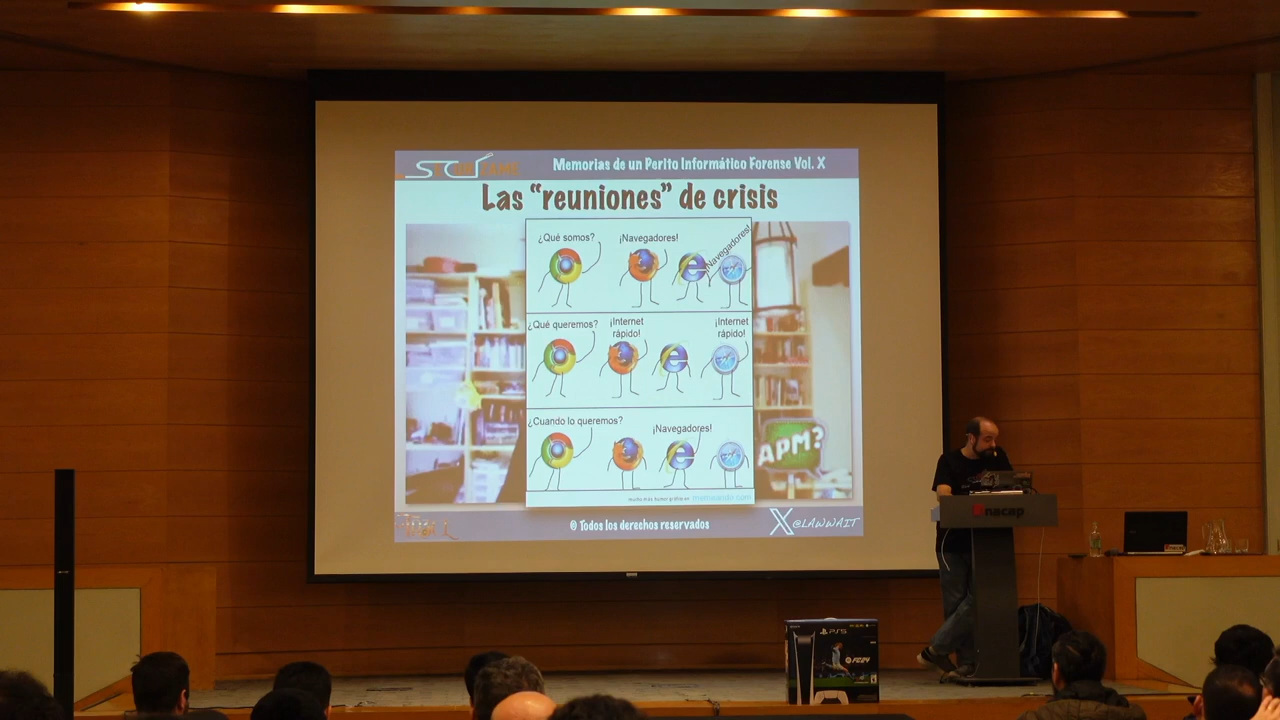 Memorias de un Perito Informático Forense Vol. X
Las "reuniones" de crisis
¿Qué somos?
¡Navegadores!
¡Navegadores!
¿Qué queremos?
¡Internet
rápido!
¡Internet
rápido!
¿Cuando lo queremos?
¡Navegadores!
APM?
© Todos los derechos reservados
X @LAWWAIT
inacap
PS5
FC24